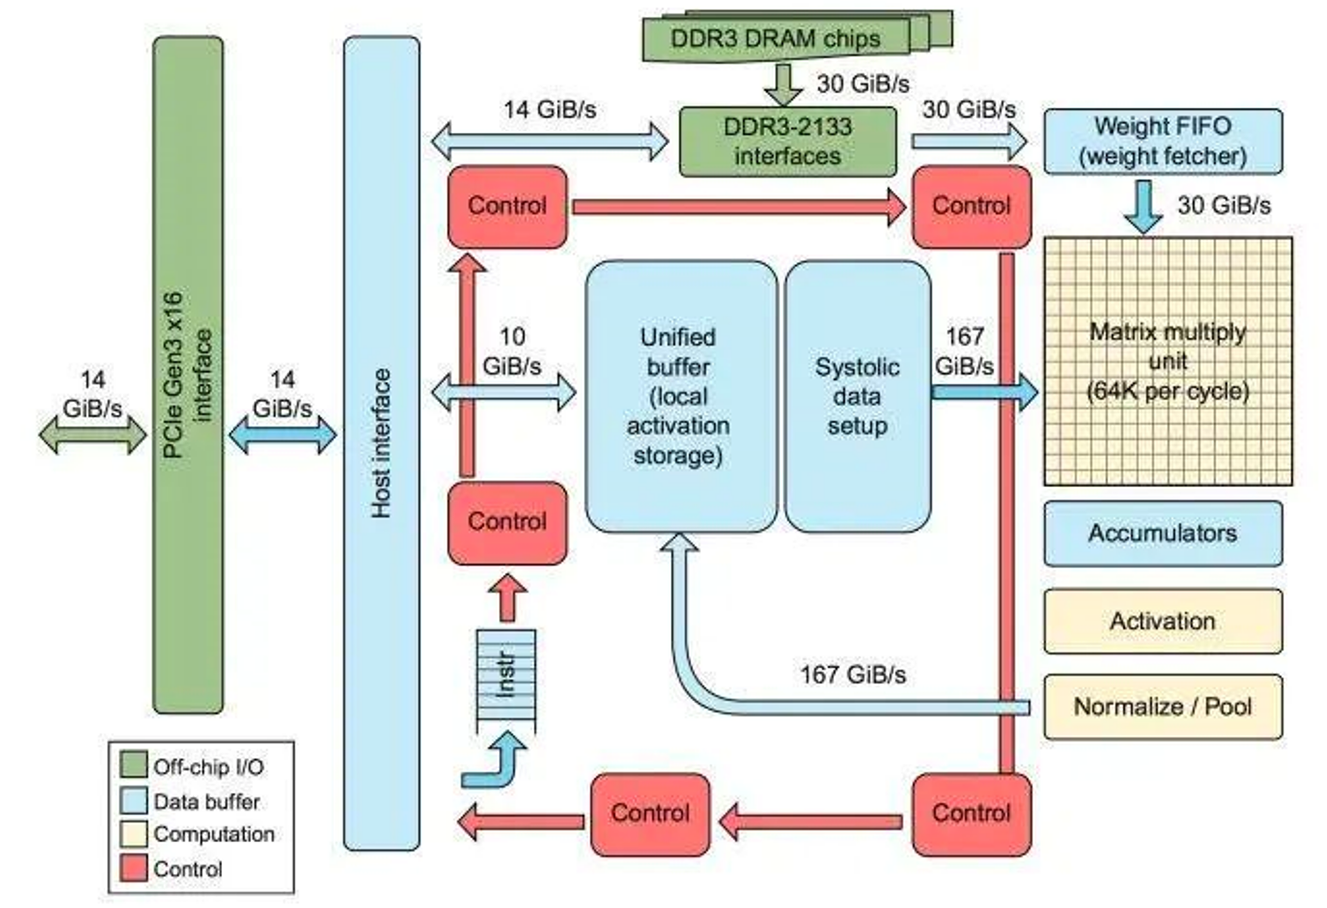 DDR3 DRAM chips
30 GiB/s
14 GiB/s
DDR3-2133
interfaces
30 GiB/s
Weight FIFO
(weight fetcher)
Control
Control
30 GiB/s
PCIe Gen3 x16
interface
Host interface
14
GiB/s
14
GiB/s
10
GiB/s
Unified
buffer
(local
activation
storage)
Systolic
data
setup
167
GiB/s
Matrix multiply
unit
(64K per cycle)
Control
Accumulators
Activation
Instr
167 GiB/s
Normalize / Pool
Control
Control
Off-chip I/O
Data buffer
Computation
Control